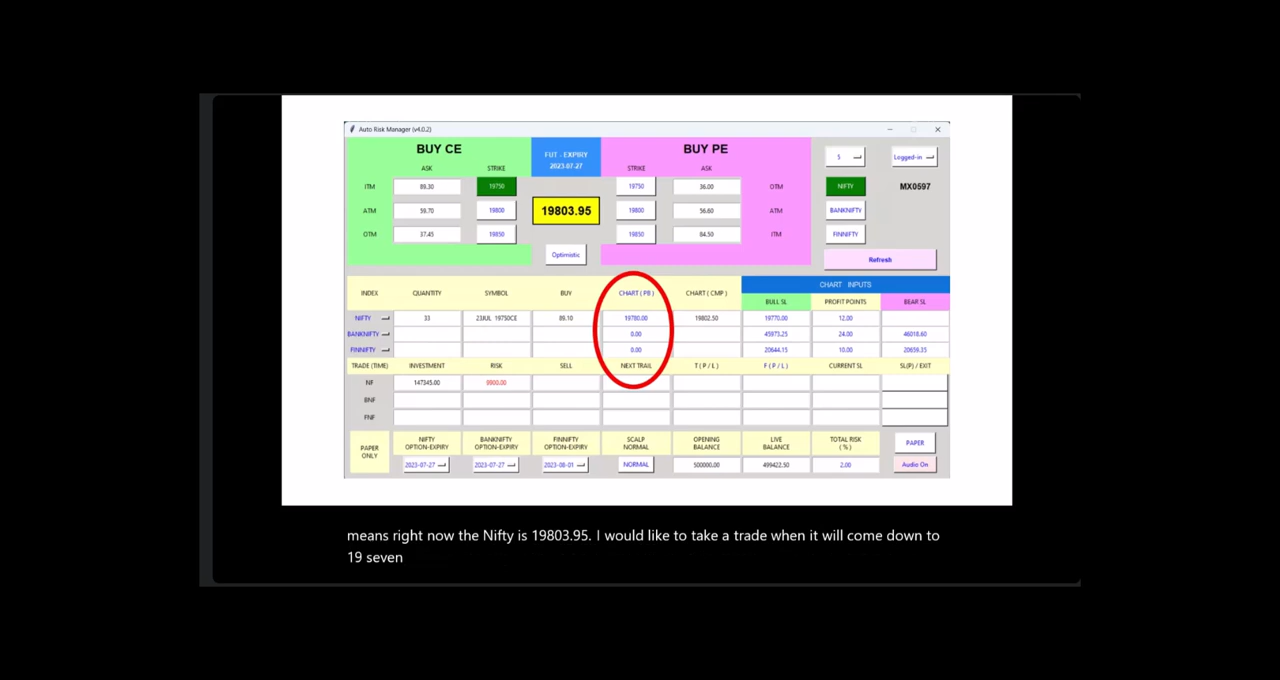 Auto Risk Manager (v4.0.2)
BUY CE
FUT - EXPIRY
2023-07-27
BUY PE
ASK STRIKE
STRIKE ASK
5
Logged-in
ITM 89.30 19750
19750 36.00 OTM
NIFTY MX0597
ATM 59.70 19800
19803.95
19800 56.60 ATM
BANKNIFTY
OTM 37.45 19850
19850 84.50 ITM
FINNIFTY
Optimistic
Refresh
CHART INPUTS
INDEX QUANTITY SYMBOL BUY CHART ( PB ) CHART ( CMP )
BULL SL PROFIT POINTS BEAR SL
NIFTY 33 23JUL 19750CE 89.10 19780.00 19802.50 19770.00 12.00
BANKNIFTY 0.00 45973.25 24.00 46018.60
FINNIFTY 0.00 20644.15 10.00 20659.35
TRADE (TIME) INVESTMENT RISK SELL NEXT TRAIL T ( P / L ) F ( P / L ) CURRENT SL SL(P) / EXIT
NF 147345.00 9900.00
BNF
FNF
PAPER
ONLY
NIFTY
OPTION-EXPIRY
BANKNIFTY
OPTION-EXPIRY
FINNIFTY
OPTION-EXPIRY
SCALP
NORMAL
OPENING
BALANCE
LIVE
BALANCE
TOTAL RISK
( % )
PAPER
2023-07-27 2023-07-27 2023-08-01 NORMAL 500000.00 499422.50 2.00 Audio On
means right now the Nifty is 19803.95. I would like to take a trade when it will come down to
19 seven